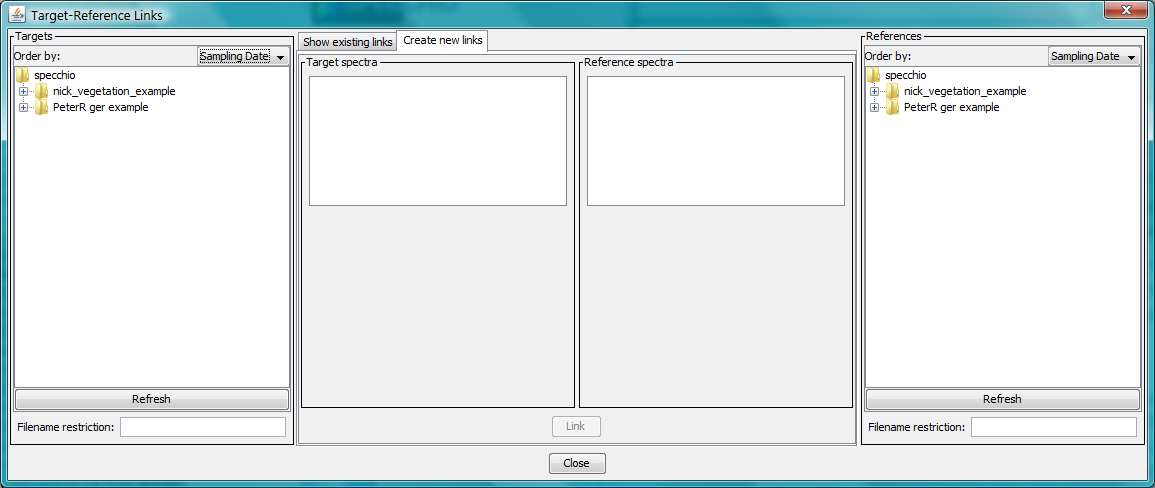 Target-Reference Links
Targets
Order by: Sampling Date
specchio
nick_vegetation_example
PeterR ger example
Refresh
Filename restriction:
Show existing links Create new links
Target spectra
Reference spectra
Link
Close
References
Order by: Sampling Date
specchio
nick_vegetation_example
PeterR ger example
Refresh
Filename restriction: